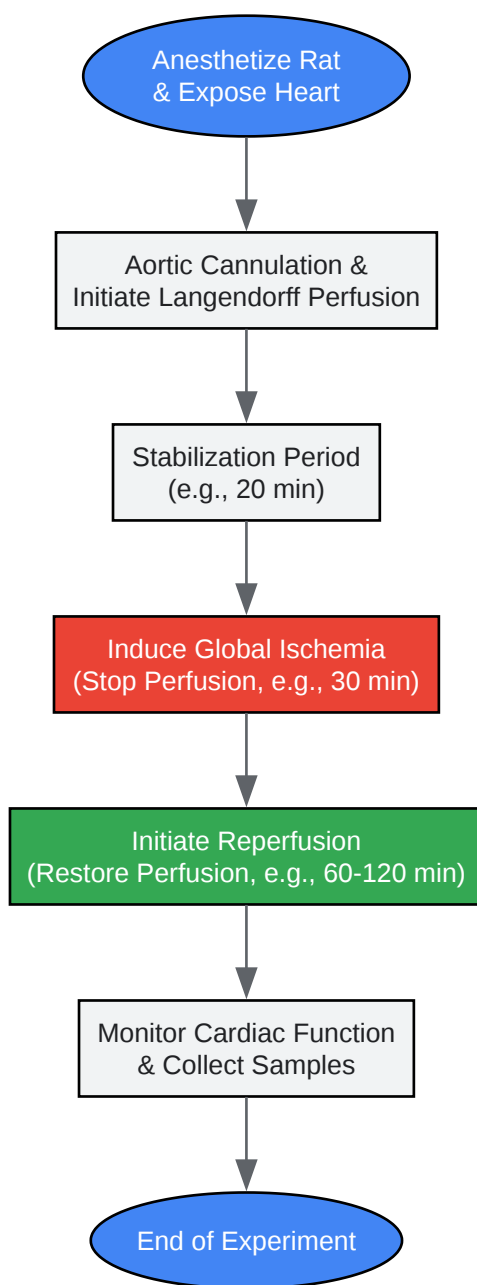 Anesthetize Rat
& Expose Heart
Aortic Cannulation &
Initiate Langendorff Perfusion
Stabilization Period
(e.g., 20 min)
Induce Global Ischemia
(Stop Perfusion, e.g., 30 min)
Initiate Reperfusion
(Restore Perfusion, e.g., 60-120 min)
Monitor Cardiac Function
& Collect Samples
End of Experiment